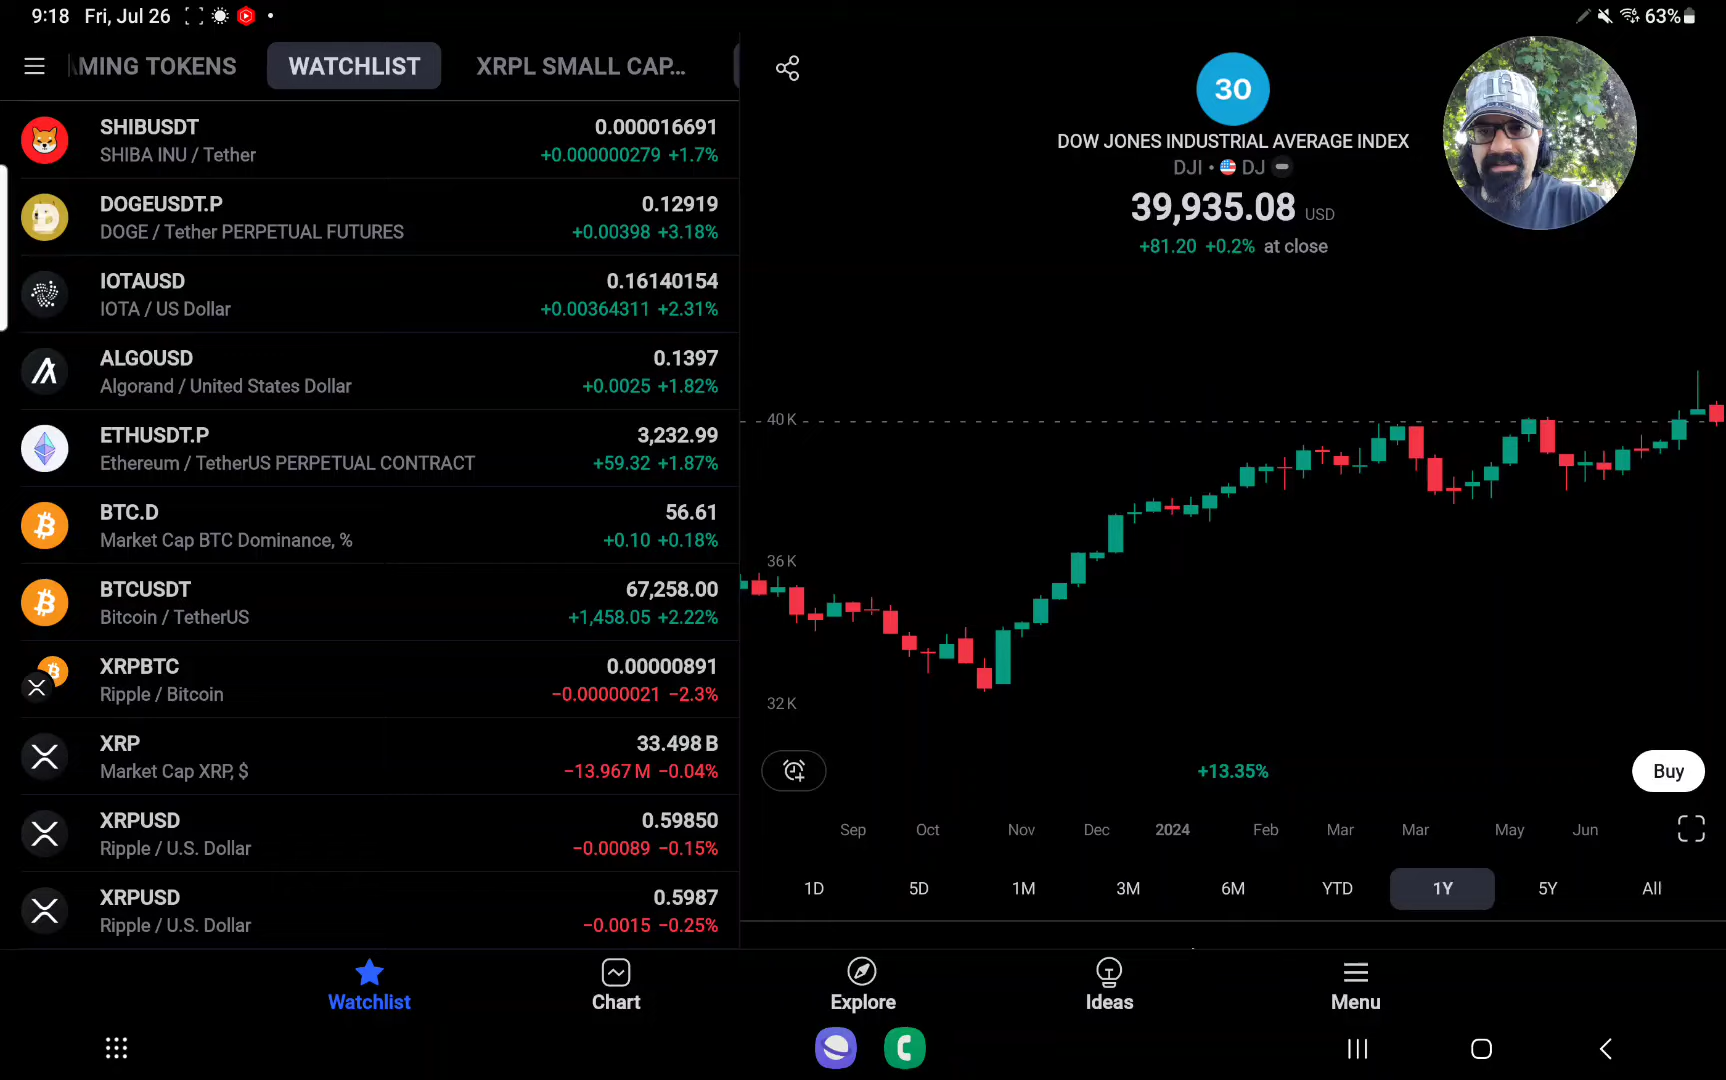 9:18 Fri, Jul 26
63%
AMING TOKENS WATCHLIST XRPL SMALL CAP...
SHIBUSDT 0.000016691
SHIBA INU / Tether +0.000000279 +1.7%
DOGEUSDT.P 0.12919
DOGE / Tether PERPETUAL FUTURES +0.00398 +3.18%
IOTAUSD 0.16140154
IOTA / US Dollar +0.00364311 +2.31%
ALGOUSD 0.1397
Algorand / United States Dollar +0.0025 +1.82%
ETHUSDT.P 3,232.99
Ethereum / TetherUS PERPETUAL CONTRACT +59.32 +1.87%
BTC.D 56.61
Market Cap BTC Dominance, % +0.10 +0.18%
BTCUSDT 67,258.00
Bitcoin / TetherUS +1,458.05 +2.22%
XRPBTC 0.00000891
Ripple / Bitcoin −0.00000021 −2.3%
XRP 33.498 B
Market Cap XRP, $ −13.967 M −0.04%
XRPUSD 0.59850
Ripple / U.S. Dollar −0.00089 −0.15%
XRPUSD 0.5987
Ripple / U.S. Dollar −0.0015 −0.25%
30
DOW JONES INDUSTRIAL AVERAGE INDEX
DJI • DJ
39,935.08 USD
+81.20 +0.2% at close
40 K
36 K
32 K
+13.35%
Buy
Sep Oct Nov Dec 2024 Feb Mar Mar May Jun
1D 5D 1M 3M 6M YTD 1Y 5Y All
Watchlist Chart Explore Ideas Menu